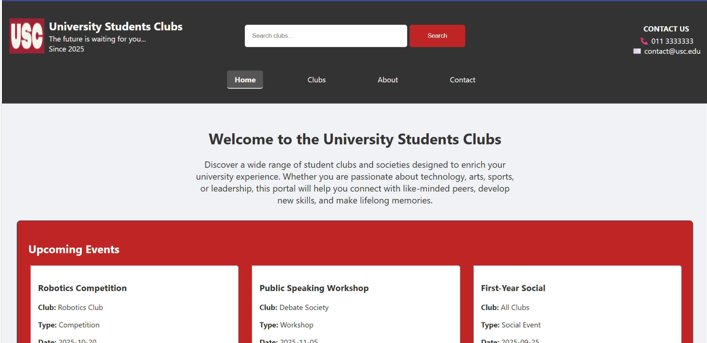 USC
University Students Clubs
The future is waiting for you...
Since 2025
Search clubs...
Search
CONTACT US
📞 011 3333333
✉️ contact@usc.edu
Home
Clubs
About
Contact
Welcome to the University Students Clubs
Discover a wide range of student clubs and societies designed to enrich your
university experience. Whether you are passionate about technology, arts, sports,
or leadership, this portal will help you connect with like-minded peers, develop
new skills, and make lifelong memories.
Upcoming Events
Robotics Competition
Club: Robotics Club
Type: Competition
Date: 2025-10-20
Public Speaking Workshop
Club: Debate Society
Type: Workshop
Date: 2025-11-05
First-Year Social
Club: All Clubs
Type: Social Event
Date: 2025-09-25